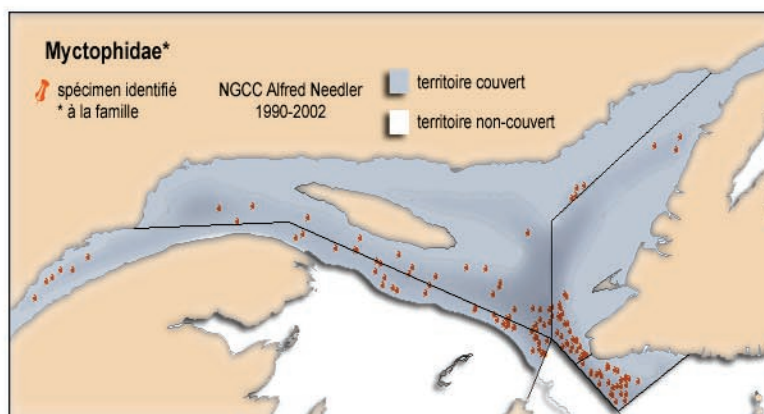 Myctophidae*
spécimen identifié
* à la famille
NGCC Alfred Needler
1990-2002
territoire couvert
territoire non-couvert